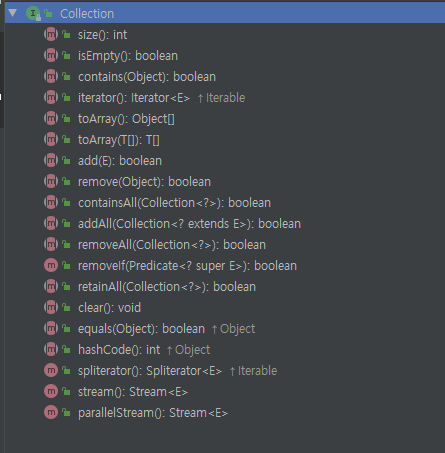 Collection
size(): int
isEmpty(): boolean
contains(Object): boolean
iterator(): Iterator<E> ↑Iterable
toArray(): Object[]
toArray(T[]): T[]
add(E): boolean
remove(Object): boolean
containsAll(Collection<?>): boolean
addAll(Collection<? extends E>): boolean
removeAll(Collection<?>): boolean
removeIf(Predicate<? super E>): boolean
retainAll(Collection<?>): boolean
clear(): void
equals(Object): boolean ↑Object
hashCode(): int ↑Object
spliterator(): Spliterator<E> ↑Iterable
stream(): Stream<E>
parallelStream(): Stream<E>